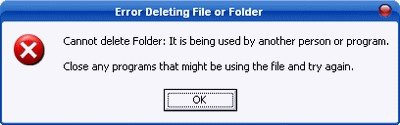 Error Deleting File or Folder
Cannot delete Folder: It is being used by another person or program.
Close any programs that might be using the file and try again.
OK